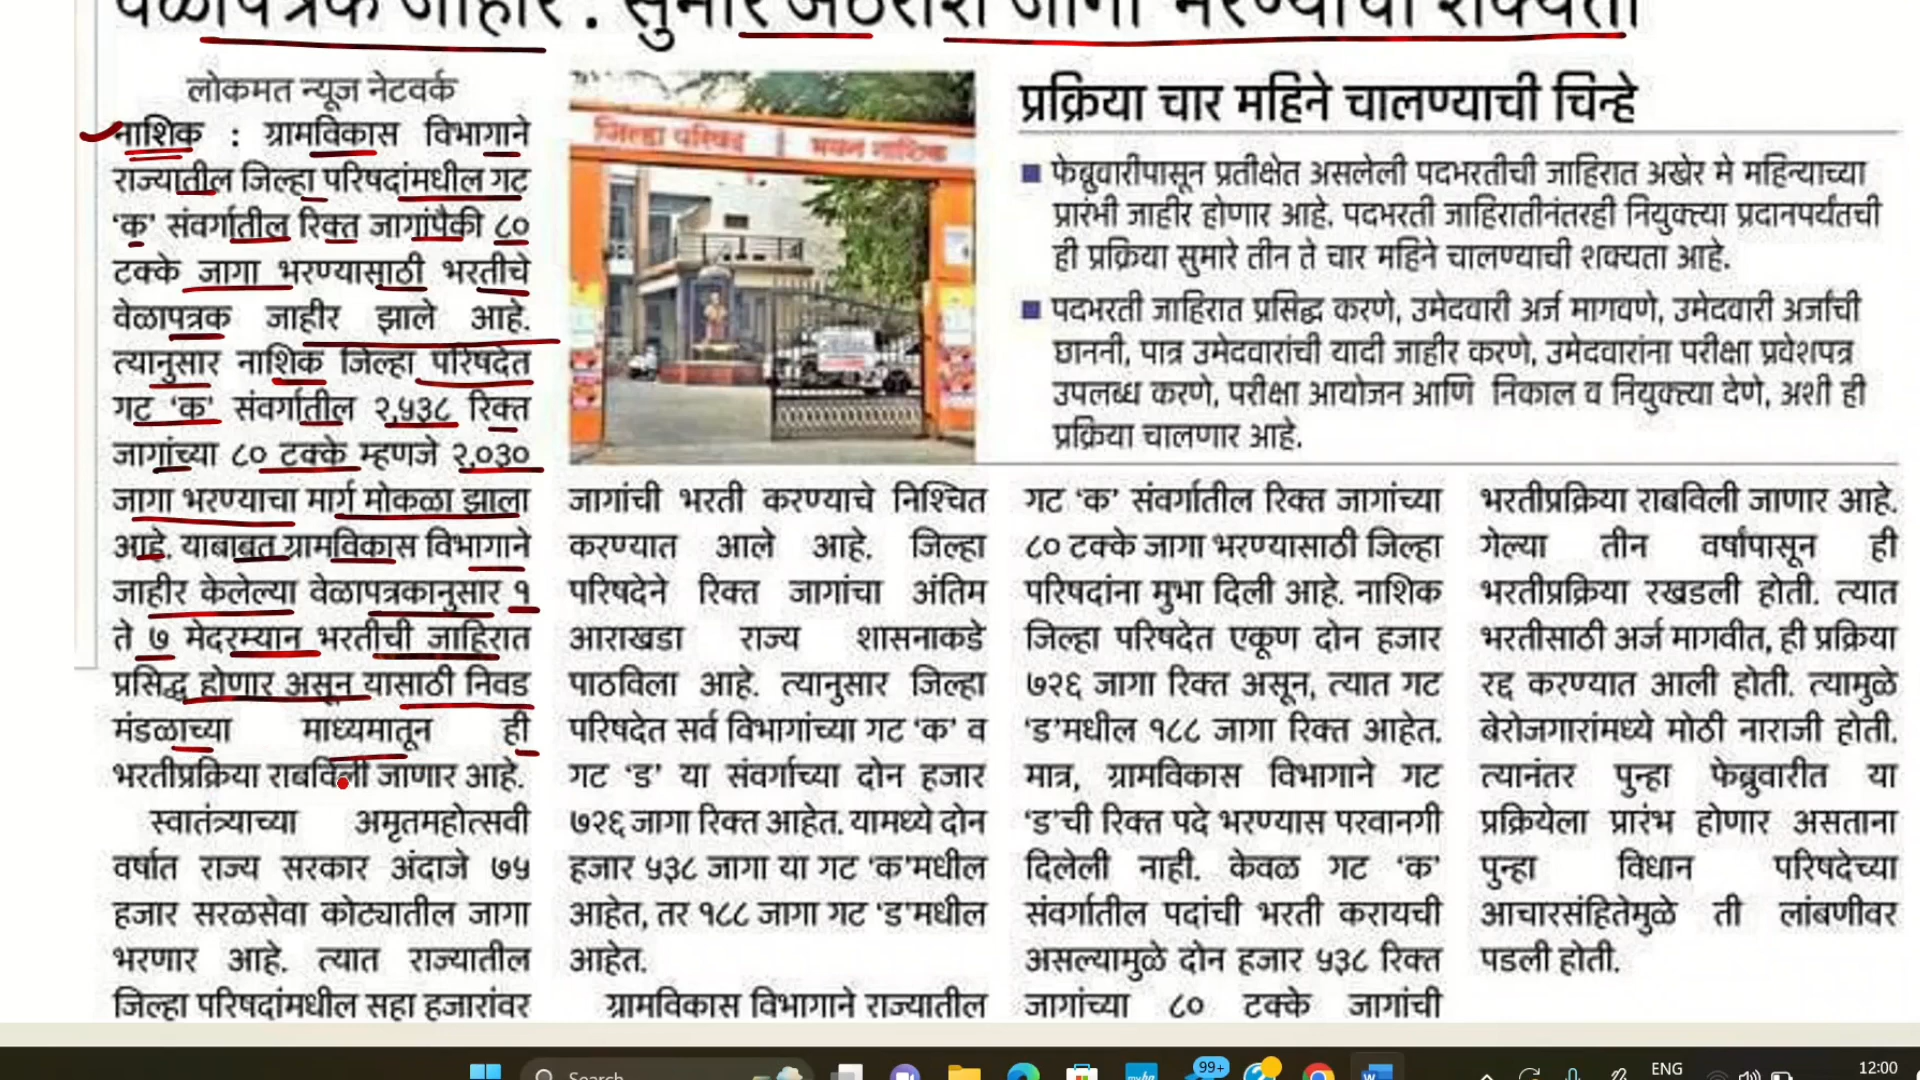 वेळापत्रक जाहीर : सुमारे अठराशे जागा भरण्याची शक्यता
लोकमत न्यूज नेटवर्क
नाशिक : ग्रामविकास विभागाने
राज्यातील जिल्हा परिषदांमधील गट
‘क’ संवर्गातील रिक्त जागांपैकी ८०
टक्के जागा भरण्यासाठी भरतीचे
वेळापत्रक जाहीर झाले आहे.
त्यानुसार नाशिक जिल्हा परिषदेत
गट ‘क’ संवर्गातील २,५३८ रिक्त
जागांच्या ८० टक्के म्हणजे २,०३०
जागा भरण्याचा मार्ग मोकळा झाला
आहे. याबाबत ग्रामविकास विभागाने
जाहीर केलेल्या वेळापत्रकानुसार १
ते ७ मेदरम्यान भरतीची जाहिरात
प्रसिद्ध होणार असून यासाठी निवड
मंडळाच्या माध्यमातून ही
भरतीप्रक्रिया राबविली जाणार आहे.
स्वातंत्र्याच्या अमृतमहोत्सवी
वर्षात राज्य सरकार अंदाजे ७५
हजार सरळसेवा कोट्यातील जागा
भरणार आहे. त्यात राज्यातील
जिल्हा परिषदांमधील सहा हजारांवर
जिल्हा परिषद भवन नाशिक
जागांची भरती करण्याचे निश्चित
करण्यात आले आहे. जिल्हा
परिषदेने रिक्त जागांचा अंतिम
आराखडा राज्य शासनाकडे
पाठविला आहे. त्यानुसार जिल्हा
परिषदेत सर्व विभागांच्या गट ‘क’ व
गट ‘ड’ या संवर्गाच्या दोन हजार
७२६ जागा रिक्त आहेत. यामध्ये दोन
हजार ५३८ जागा या गट ‘क’मधील
आहेत, तर १८८ जागा गट ‘ड’मधील
आहेत.
ग्रामविकास विभागाने राज्यातील
प्रक्रिया चार महिने चालण्याची चिन्हे
■ फेब्रुवारीपासून प्रतीक्षेत असलेली पदभरतीची जाहिरात अखेर मे महिन्याच्या
प्रारंभी जाहीर होणार आहे. पदभरती जाहिरातीनंतरही नियुक्त्या प्रदानपर्यंतची
ही प्रक्रिया सुमारे तीन ते चार महिने चालण्याची शक्यता आहे.
■ पदभरती जाहिरात प्रसिद्ध करणे, उमेदवारी अर्ज मागवणे, उमेदवारी अर्जांची
छाननी, पात्र उमेदवारांची यादी जाहीर करणे, उमेदवारांना परीक्षा प्रवेशपत्र
उपलब्ध करणे, परीक्षा आयोजन आणि निकाल व नियुक्त्या देणे, अशी ही
प्रक्रिया चालणार आहे.
गट ‘क’ संवर्गातील रिक्त जागांच्या
८० टक्के जागा भरण्यासाठी जिल्हा
परिषदांना मुभा दिली आहे. नाशिक
जिल्हा परिषदेत एकूण दोन हजार
७२६ जागा रिक्त असून, त्यात गट
‘ड’मधील १८८ जागा रिक्त आहेत.
मात्र, ग्रामविकास विभागाने गट
‘ड’ची रिक्त पदे भरण्यास परवानगी
दिलेली नाही. केवळ गट ‘क’
संवर्गातील पदांची भरती करायची
असल्यामुळे दोन हजार ५३८ रिक्त
जागांच्या ८० टक्के जागांची
भरतीप्रक्रिया राबविली जाणार आहे.
गेल्या तीन वर्षांपासून ही
भरतीप्रक्रिया रखडली होती. त्यात
भरतीसाठी अर्ज मागवीत, ही प्रक्रिया
रद्द करण्यात आली होती. त्यामुळे
बेरोजगारांमध्ये मोठी नाराजी होती.
त्यानंतर पुन्हा फेब्रुवारीत या
प्रक्रियेला प्रारंभ होणार असताना
पुन्हा विधान परिषदेच्या
आचारसंहितेमुळे ती लांबणीवर
पडली होती.
Search
99+
ENG
12:00